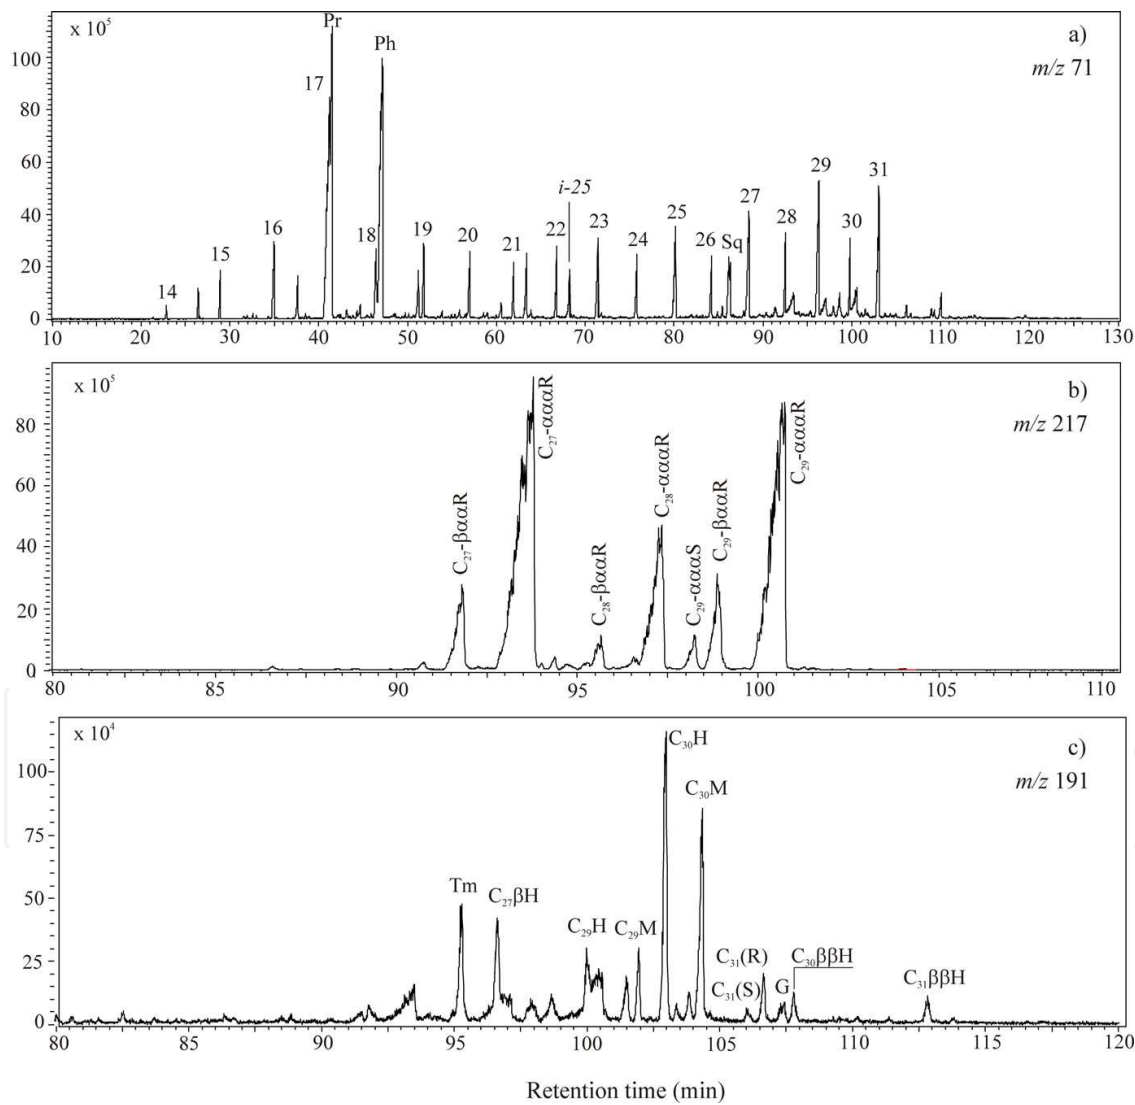 x 10⁵
a)
m/z 71
Pr
Ph
17
14
15
16
18
19
20
21
22
i-25
23
24
25
26
Sq
27
28
29
30
31
100
80
60
40
20
0
10 20 30 40 50 60 70 80 90 100 110 120 130
x 10⁵
b)
m/z 217
C₂₇-βααR
C₂₇-αααR
C₂₈-βααR
C₂₈-αααR
C₂₉-αααS
C₂₉-βααR
C₂₉-αααR
80
60
40
20
0
80 85 90 95 100 105 110
x 10⁴
c)
m/z 191
Tm
C₂₇βH
C₂₉H
C₂₉M
C₃₀H
C₃₀M
C₃₁(R)
C₃₁(S)
G
C₃₀ββH
C₃₁ββH
100
75
50
25
0
80 85 90 95 100 105 110 115 120
Retention time (min)